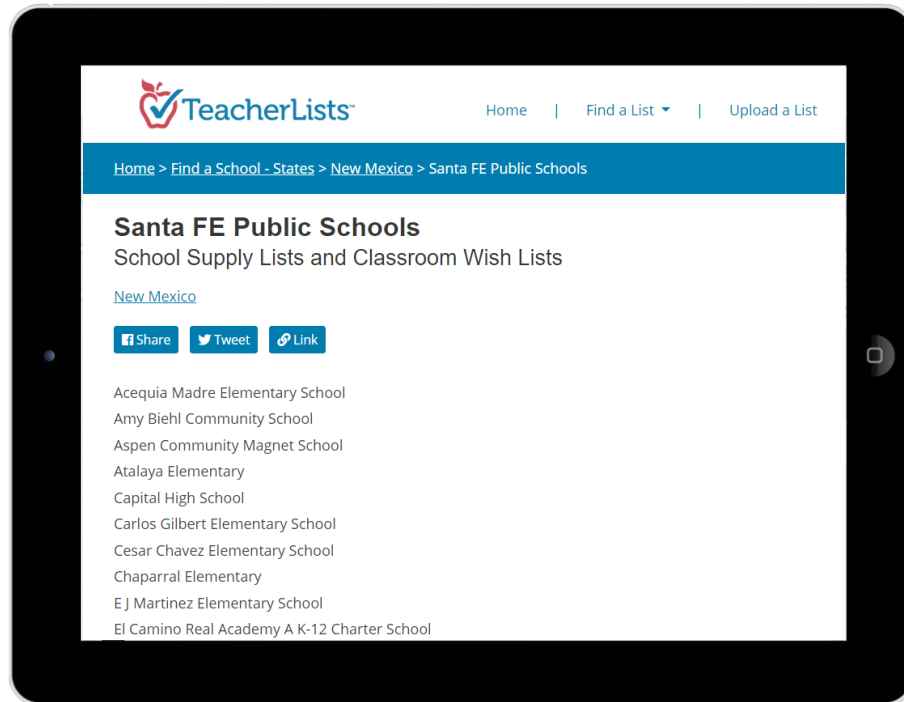 TeacherLists™
Home | Find a List | Upload a List
Home > Find a School - States > New Mexico > Santa FE Public Schools
Santa FE Public Schools
School Supply Lists and Classroom Wish Lists
New Mexico
Share Tweet Link
Acequia Madre Elementary School
Amy Biehl Community School
Aspen Community Magnet School
Atalaya Elementary
Capital High School
Carlos Gilbert Elementary School
Cesar Chavez Elementary School
Chaparral Elementary
E J Martinez Elementary School
El Camino Real Academy A K-12 Charter School